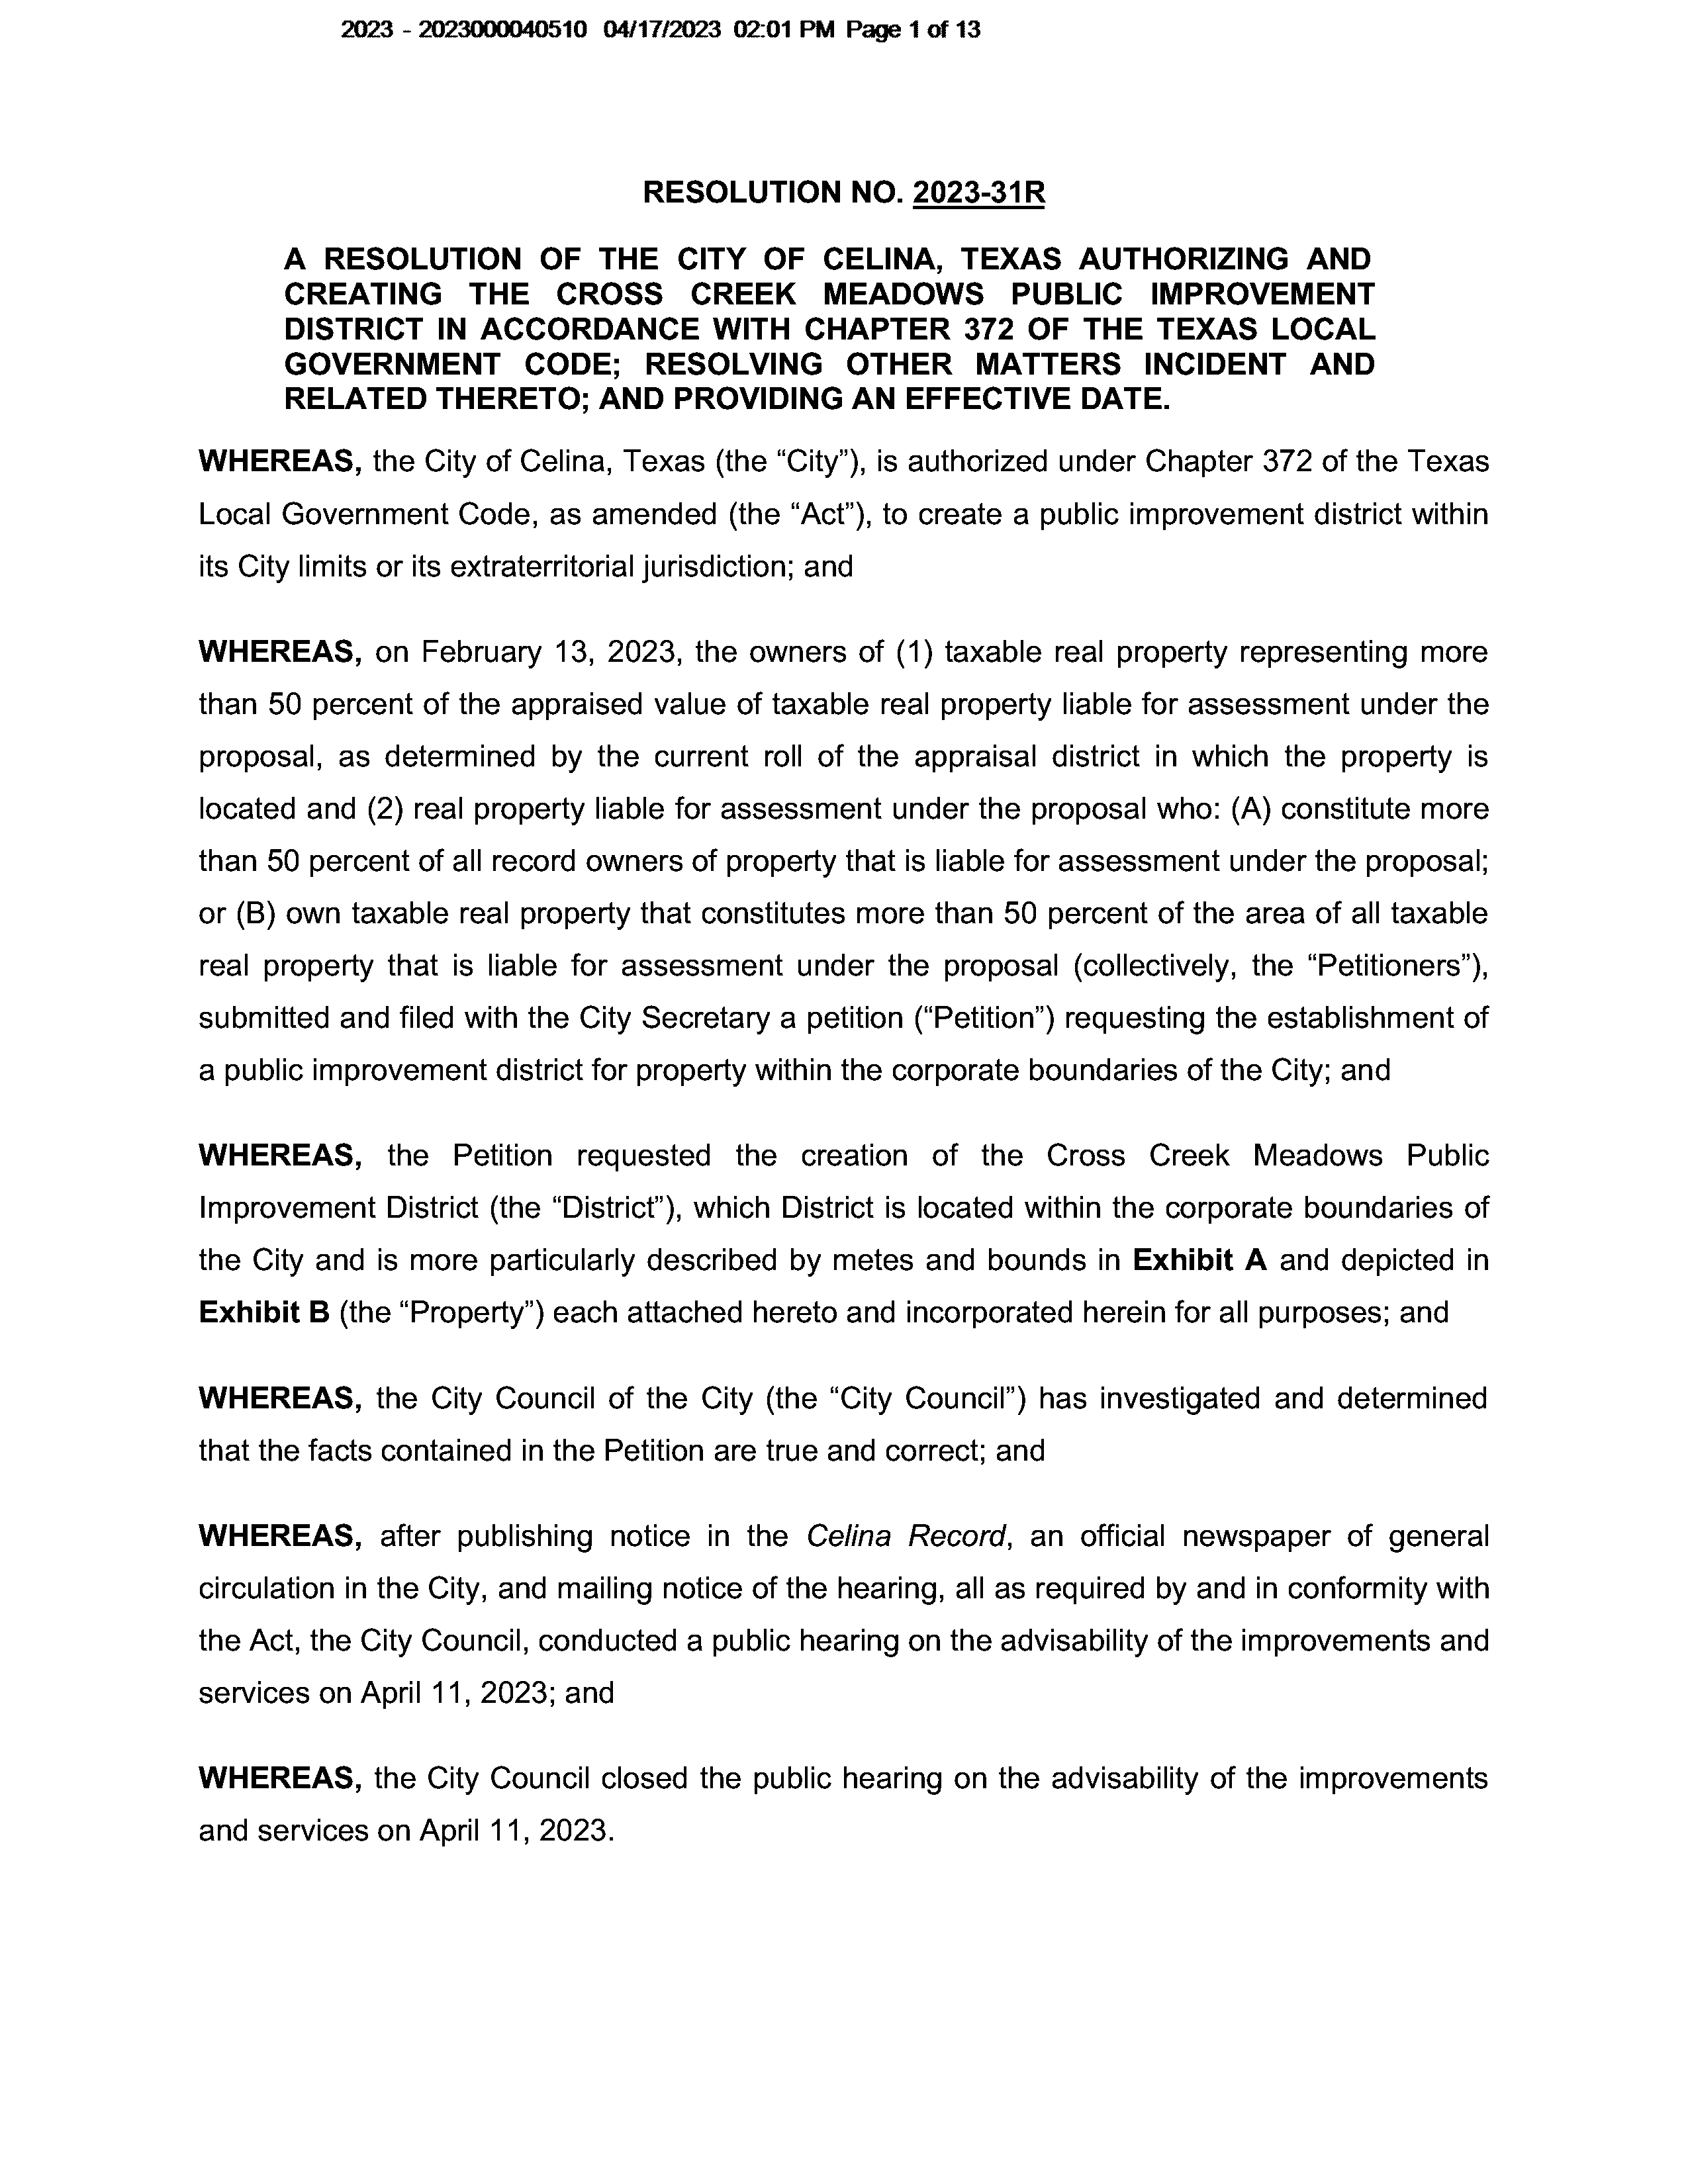 2023 - 2023000040510 04/17/2023 02:01 PM Page 1 of 13
RESOLUTION NO. 2023-31R
A RESOLUTION OF THE CITY OF CELINA, TEXAS AUTHORIZING AND
CREATING THE CROSS CREEK MEADOWS PUBLIC IMPROVEMENT
DISTRICT IN ACCORDANCE WITH CHAPTER 372 OF THE TEXAS LOCAL
GOVERNMENT CODE; RESOLVING OTHER MATTERS INCIDENT AND
RELATED THERETO; AND PROVIDING AN EFFECTIVE DATE.
WHEREAS, the City of Celina, Texas (the “City”), is authorized under Chapter 372 of the Texas
Local Government Code, as amended (the “Act”), to create a public improvement district within
its City limits or its extraterritorial jurisdiction; and
WHEREAS, on February 13, 2023, the owners of (1) taxable real property representing more
than 50 percent of the appraised value of taxable real property liable for assessment under the
proposal, as determined by the current roll of the appraisal district in which the property is
located and (2) real property liable for assessment under the proposal who: (A) constitute more
than 50 percent of all record owners of property that is liable for assessment under the proposal;
or (B) own taxable real property that constitutes more than 50 percent of the area of all taxable
real property that is liable for assessment under the proposal (collectively, the “Petitioners”),
submitted and filed with the City Secretary a petition (“Petition”) requesting the establishment of
a public improvement district for property within the corporate boundaries of the City; and
WHEREAS, the Petition requested the creation of the Cross Creek Meadows Public
Improvement District (the “District”), which District is located within the corporate boundaries of
the City and is more particularly described by metes and bounds in Exhibit A and depicted in
Exhibit B (the “Property”) each attached hereto and incorporated herein for all purposes; and
WHEREAS, the City Council of the City (the “City Council”) has investigated and determined
that the facts contained in the Petition are true and correct; and
WHEREAS, after publishing notice in the Celina Record, an official newspaper of general
circulation in the City, and mailing notice of the hearing, all as required by and in conformity with
the Act, the City Council, conducted a public hearing on the advisability of the improvements and
services on April 11, 2023; and
WHEREAS, the City Council closed the public hearing on the advisability of the improvements
and services on April 11, 2023.